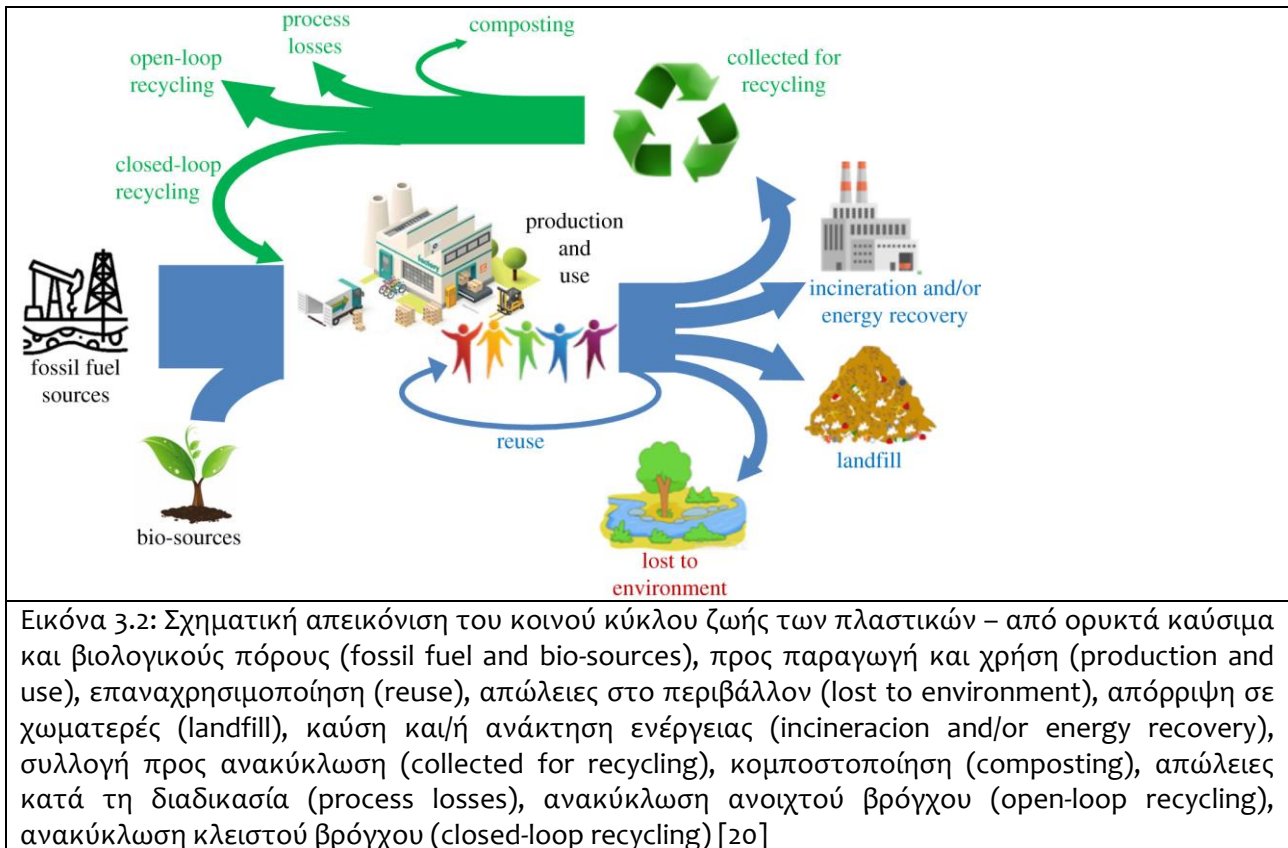 process
losses
composting
open-loop
recycling
collected for
recycling
closed-loop
recycling
production
and
use
factory
fossil fuel
sources
incineration and/or
energy recovery
reuse
landfill
bio-sources
lost to
environment
Εικόνα 3.2: Σχηματική απεικόνιση του κοινού κύκλου ζωής των πλαστικών – από ορυκτά καύσιμα
και βιολογικούς πόρους (fossil fuel and bio-sources), προς παραγωγή και χρήση (production and
use), επαναχρησιμοποίηση (reuse), απώλειες στο περιβάλλον (lost to environment), απόρριψη σε
χωματερές (landfill), καύση και/ή ανάκτηση ενέργειας (incineracion and/or energy recovery),
συλλογή προς ανακύκλωση (collected for recycling), κομποστοποίηση (composting), απώλειες
κατά τη διαδικασία (process losses), ανακύκλωση ανοιχτού βρόγχου (open-loop recycling),
ανακύκλωση κλειστού βρόγχου (closed-loop recycling) [20]